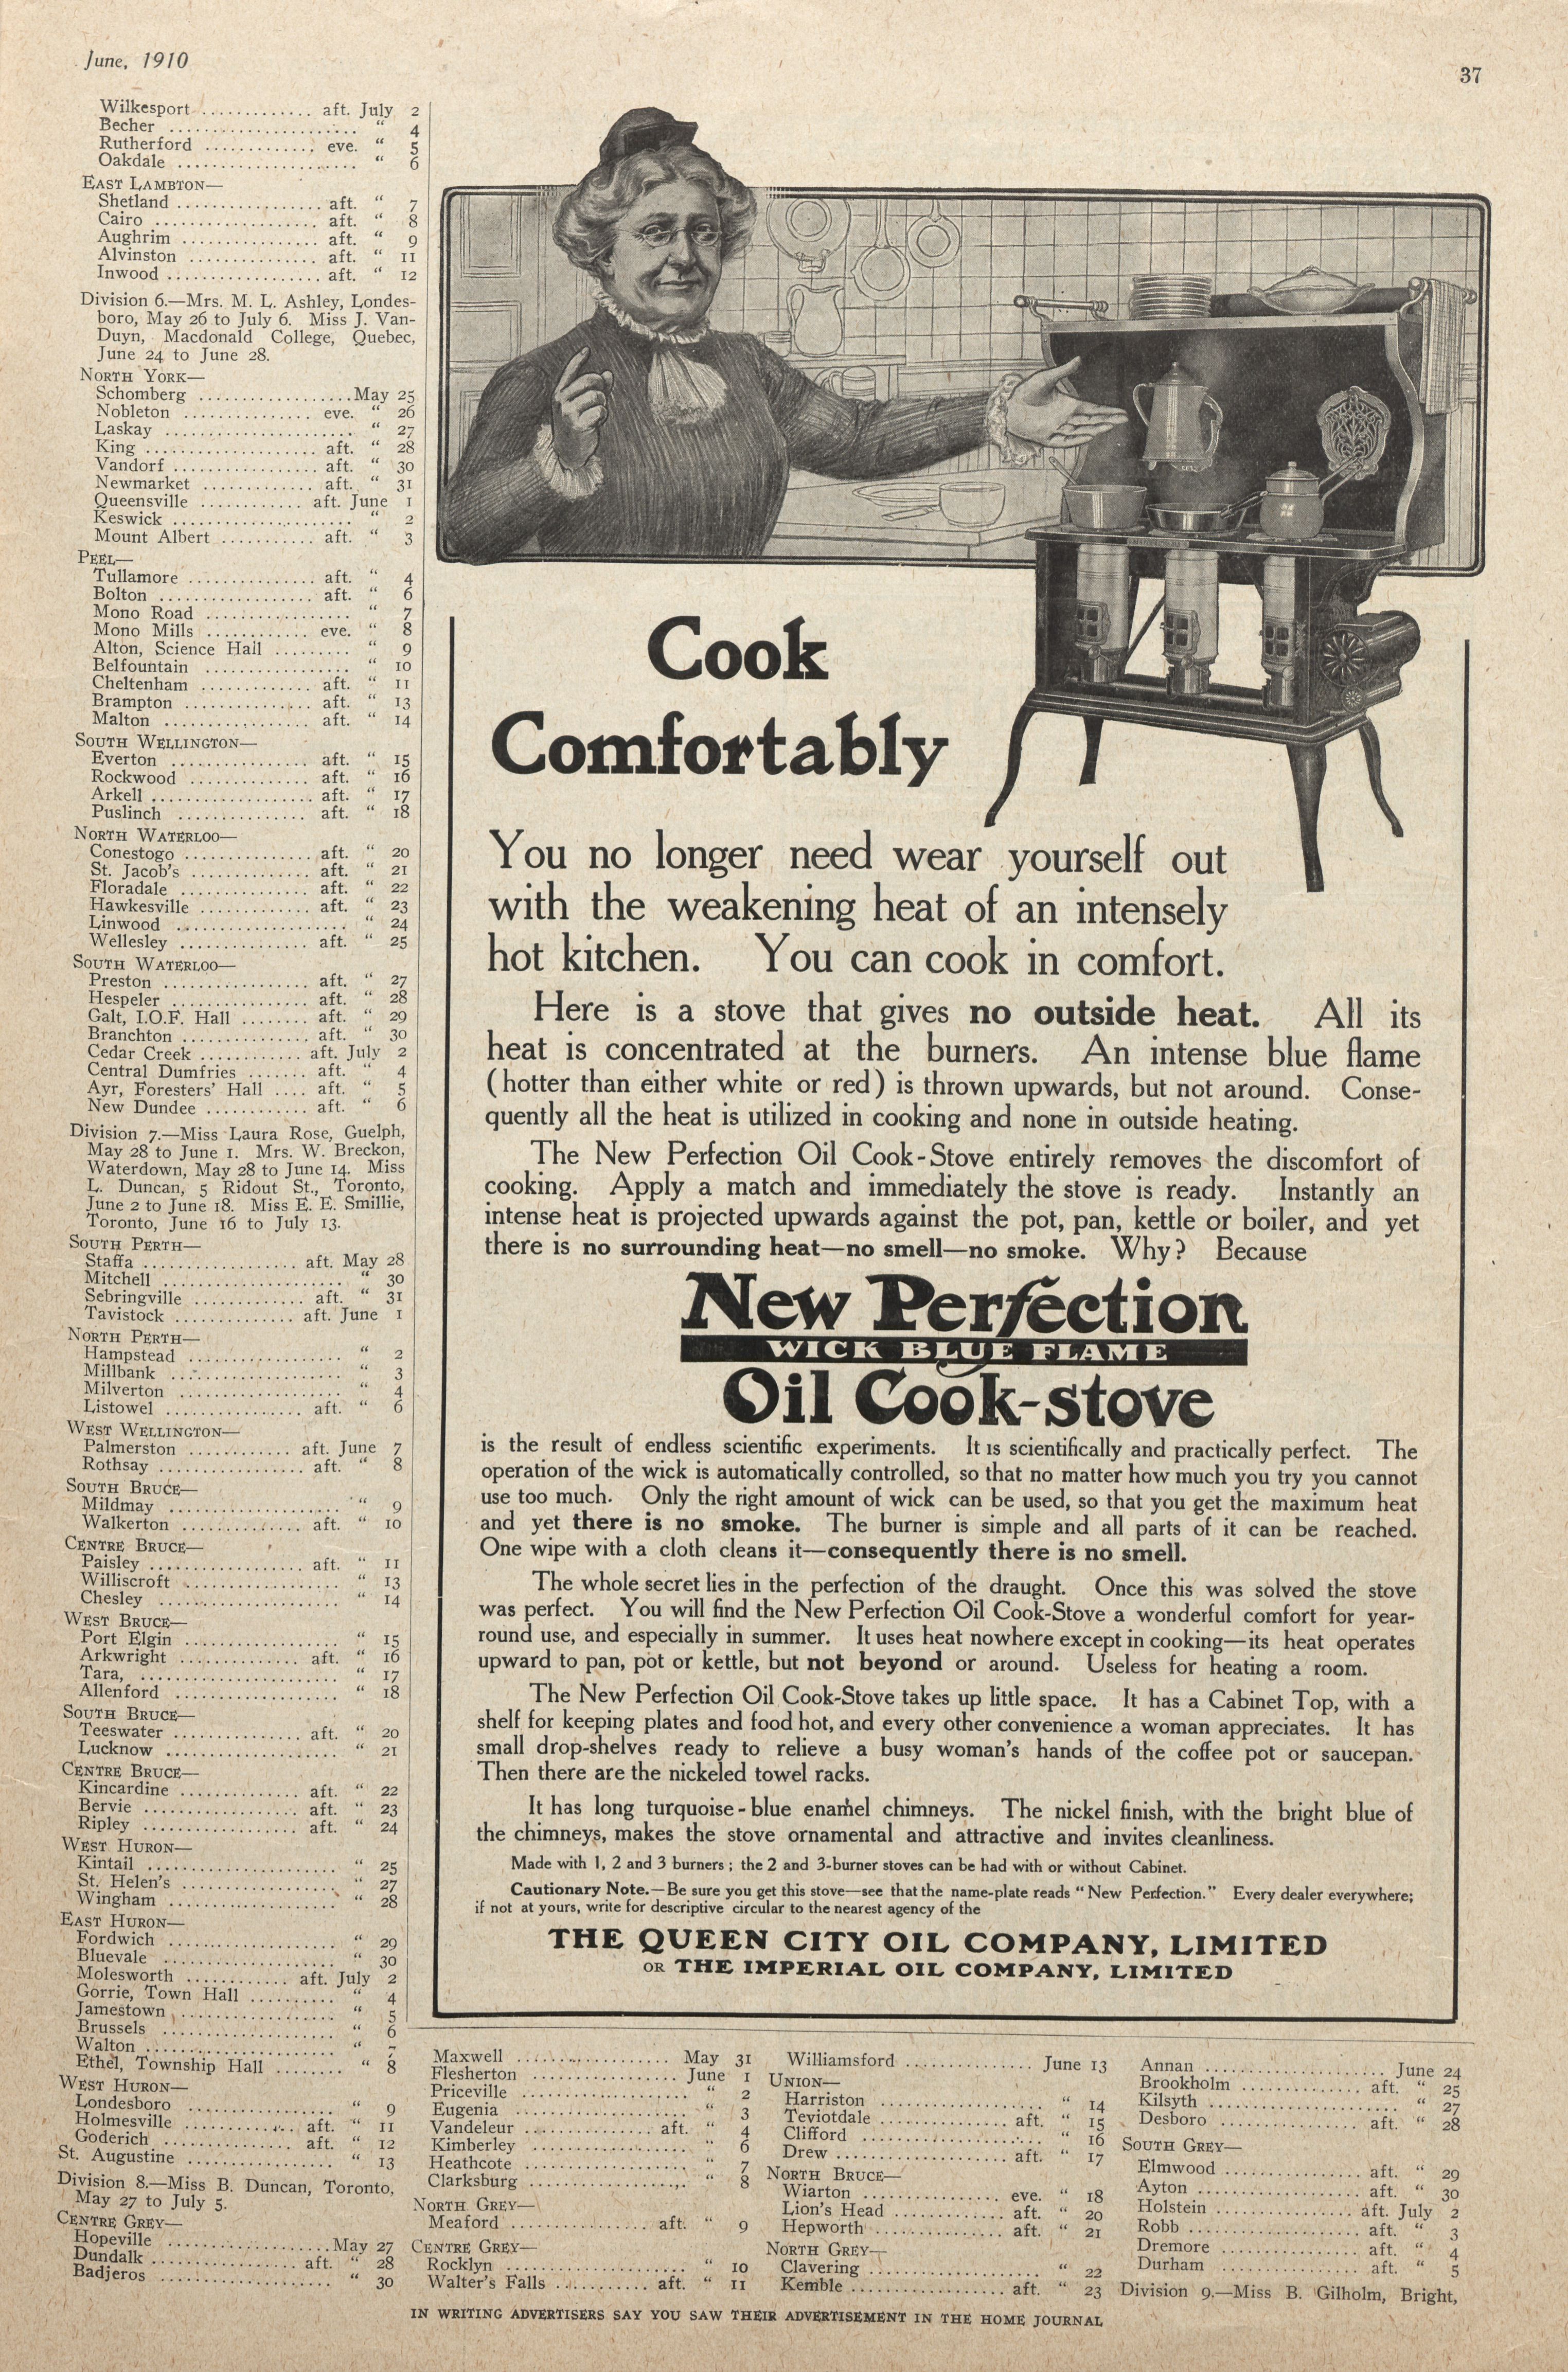 June, 1910
37
Wilkesport ............. aft. July 2
Becher ...................... " 4
Rutherford ............. eve. " 5
Oakdale ..................... " 6
EAST LAMBTON—
Shetland ................. aft. " 7
Cairo ................... aft. " 8
Aughrim ................ aft. " 9
Alvinston ............... aft. " 11
Inwood .................. aft. " 12
Division 6.—Mrs. M. L. Ashley, Londes-
boro, May 26 to July 6. Miss J. Van-
Duyn, Macdonald College, Quebec,
June 24 to June 28.
NORTH YORK—
Schomberg ..................May 25
Nobleton ............... eve. " 26
Laskay ...................... " 27
King .................... aft. " 28
Vandorf ................. aft. " 30
Newmarket ............. aft. " 31
Queensville ............ aft. June 1
Keswick ..................... " 2
Mount Albert ........... aft. " 3
PEEL—
Tullamore ............... aft. " 4
Bolton .................. aft. " 6
Mono Road ................. " 7
Mono Mills ............ eve. " 8
Alton, Science Hall ......... " 9
Belfountain ................. " 10
Cheltenham ............. aft. " 11
Brampton ............... aft. " 13
Malton ................. aft. " 14
SOUTH WELLINGTON—
Everton ................ aft. " 15
Rockwood .............. aft. " 16
Arkell ................... aft. " 17
Puslinch ............... aft. " 18
NORTH WATERLOO—
Conestogo ............... aft. " 20
St. Jacob's .............. aft. " 21
Floradale ............... aft. " 22
Hawkesville ............. aft. " 23
Linwood .................... " 24
Wellesley ............... aft. " 25
SOUTH WATERLOO—
Preston ................. aft. " 27
Hespeler ................ aft. " 28
Galt, I.O.F. Hall ........ aft. " 29
Branchton ............... aft. " 30
Cedar Creek ............ aft. July 2
Central Dumfries ....... aft. " 4
Ayr, Foresters' Hall .... aft. " 5
New Dundee ............ aft. " 6
Division 7.—Miss Laura Rose, Guelph,
May 28 to June 1. Mrs. W. Breckon,
Waterdown, May 28 to June 14. Miss
L. Duncan, 5 Ridout St., Toronto,
June 2 to June 18. Miss E. E. Smillie,
Toronto, June 16 to July 13.
SOUTH PERTH—
Staffa .................. aft. May 28
Mitchell ..................... " 30
Sebringville ............. aft. " 31
Tavistock .............. aft. June 1
NORTH PERTH—
Hampstead .................. " 2
Millbank .................... " 3
Milverton ................... " 4
Listowel ................ aft. " 6
WEST WELLINGTON—
Palmerston ............ aft. June 7
Rothsay ................. aft. " 8
SOUTH BRUCE—
Mildmay .................... " 9
Walkerton .............. aft. " 10
CENTRE BRUCE—
Paisley .................. aft. " 11
Williscroft .................. " 13
Chesley ..................... " 14
WEST BRUCE—
Port Elgin .................. " 15
Arkwright .............. aft. " 16
Tara, ....................... " 17
Allenford ................... " 18
SOUTH BRUCE—
Teeswater ............... aft. " 20
Lucknow .................... " 21
CENTRE BRUCE—
Kincardine .............. aft. " 22
Bervie .................. aft. " 23
Ripley .................. aft. " 24
WEST HURON—
Kintail ...................... " 25
St. Helen's .................. " 27
Wingham ................... " 28
EAST HURON—
Fordwich ................... " 29
Bluevale .................... " 30
Molesworth ............ aft. July 2
Gorrie, Town Hall .......... " 4
Jamestown .................. " 5
Brussels .................... " 6
Walton ..................... " 7
Ethel, Township Hall ........ " 8
WEST HURON—
Londesboro ................. " 9
Holmesville .............. aft. " 11
Goderich ............... aft. " 12
St. Augustine ................. " 13
Division 8.—Miss B. Duncan, Toronto,
May 27 to July 5.
CENTRE GREY—
Hopeville ...................May 27
Dundalk ................. aft. " 28
Badjeros .................... " 30
Cook
Comfortably
You no longer need wear yourself out
with the weakening heat of an intensely
hot kitchen. You can cook in comfort.
Here is a stove that gives no outside heat. All its
heat is concentrated at the burners. An intense blue flame
(hotter than either white or red) is thrown upwards, but not around. Conse-
quently all the heat is utilized in cooking and none in outside heating.
The New Perfection Oil Cook-Stove entirely removes the discomfort of
cooking. Apply a match and immediately the stove is ready. Instantly an
intense heat is projected upwards against the pot, pan, kettle or boiler, and yet
there is no surrounding heat—no smell—no smoke. Why? Because
New Perfection
WICK BLUE FLAME
Oil Cook-stove
is the result of endless scientific experiments. It is scientifically and practically perfect. The
operation of the wick is automatically controlled, so that no matter how much you try you cannot
use too much. Only the right amount of wick can be used, so that you get the maximum heat
and yet there is no smoke. The burner is simple and all parts of it can be reached.
One wipe with a cloth cleans it—consequently there is no smell.
The whole secret lies in the perfection of the draught. Once this was solved the stove
was perfect. You will find the New Perfection Oil Cook-Stove a wonderful comfort for year-
round use, and especially in summer. It uses heat nowhere except in cooking—its heat operates
upward to pan, pot or kettle, but not beyond or around. Useless for heating a room.
The New Perfection Oil Cook-Stove takes up little space. It has a Cabinet Top, with a
shelf for keeping plates and food hot, and every other convenience a woman appreciates. It has
small drop-shelves ready to relieve a busy woman's hands of the coffee pot or saucepan.
Then there are the nickeled towel racks.
It has long turquoise-blue enamel chimneys. The nickel finish, with the bright blue of
the chimneys, makes the stove ornamental and attractive and invites cleanliness.
Made with 1, 2 and 3 burners; the 2 and 3-burner stoves can be had with or without Cabinet.
Cautionary Note.—Be sure you get this stove—see that the name-plate reads "New Perfection." Every dealer everywhere;
if not at yours, write for descriptive circular to the nearest agency of the
THE QUEEN CITY OIL COMPANY, LIMITED
OR THE IMPERIAL OIL COMPANY, LIMITED
Maxwell .................. May 31
Flesherton ................ June 1
Priceville .................... " 2
Eugenia ..................... " 3
Vandeleur ............... aft. " 4
Kimberley ................... " 6
Heathcote ................... " 7
Clarksburg .................. " 8
NORTH GREY—
Meaford ................ aft. " 9
CENTRE GREY—
Rocklyn ..................... " 10
Walter's Falls ........... aft. " 11
Williamsford ............. June 13
UNION—
Harriston .................... " 14
Teviotdale ............... aft. " 15
Clifford ..................... " 16
Drew .................... aft. " 17
NORTH BRUCE—
Wiarton ................ eve. " 18
Lion's Head ............. aft. " 20
Hepworth ............... aft. " 21
NORTH GREY—
Clavering .................... " 22
Kemble .................. aft. " 23
Annan .................... June 24
Brookholm .............. aft. " 25
Kilsyth ...................... " 27
Desboro ................ aft. " 28
SOUTH GREY—
Elmwood ................ aft. " 29
Ayton ................... aft. " 30
Holstein ................. aft. July 2
Robb .................... aft. " 3
Dremore ................ aft. " 4
Durham ................ aft. " 5
Division 9.—Miss B. Gilholm, Bright,
IN WRITING ADVERTISERS SAY YOU SAW THEIR ADVERTISEMENT IN THE HOME JOURNAL